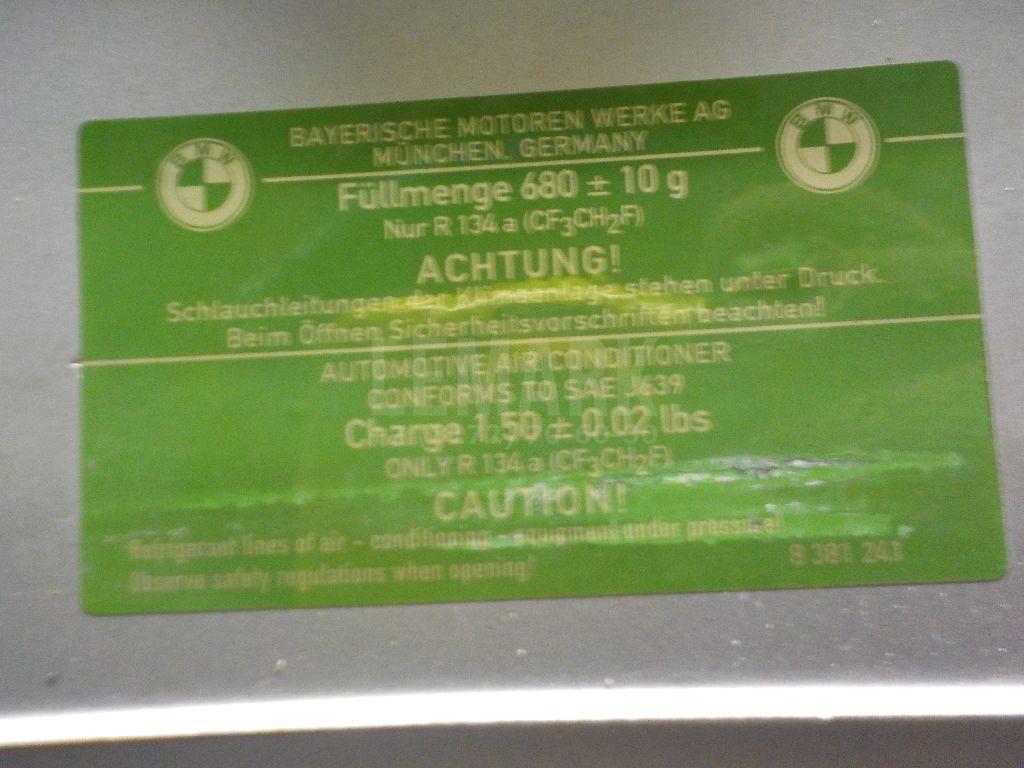 BMW
BMW
BAYERISCHE MOTOREN WERKE AG
MÜNCHEN, GERMANY
Füllmenge 680 ± 10 g
Nur R 134 a (CF₃CH₂F)
ACHTUNG!
Schlauchleitungen der Klimaanlage stehen unter Druck.
Beim Öffnen Sicherheitsvorschriften beachten!
AUTOMOTIVE AIR CONDITIONER
CONFORMS TO SAE J639
Charge 1.50 ± 0.02 lbs
ONLY R 134 a (CF₃CH₂F)
CAUTION!
Refrigerant lines of air - conditioning - equipment under pressure!
Observe safety regulations when opening!
8 381 241